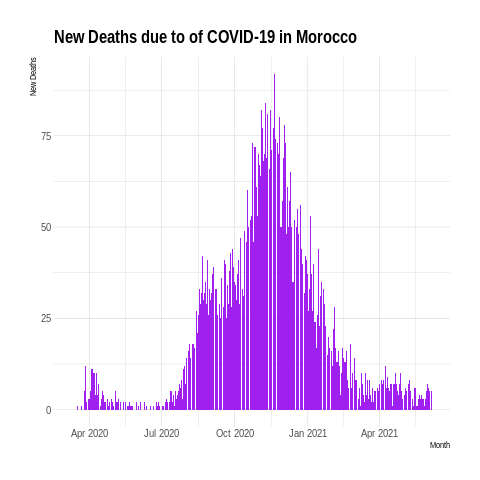 New Deaths due to of COVID-19 in Morocco
New Deaths
75
50
25
0
Apr 2020 Jul 2020 Oct 2020 Jan 2021 Apr 2021
Month